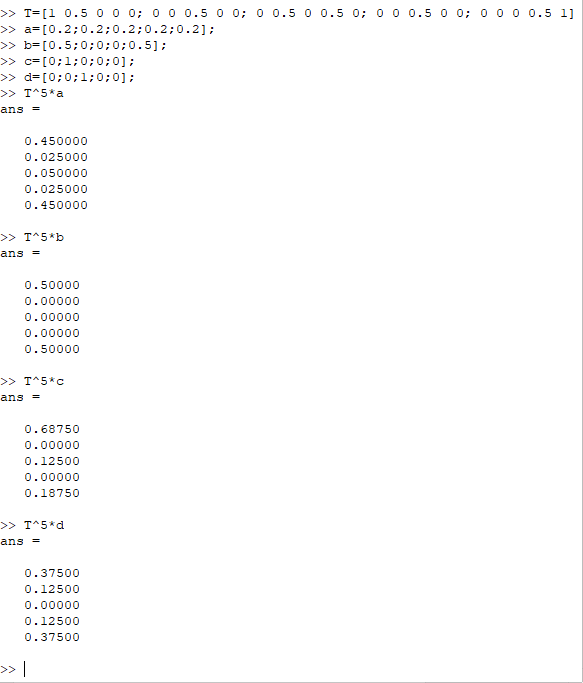 >> T=[1 0.5 0 0 0; 0 0 0.5 0 0; 0 0.5 0 0.5 0; 0 0 0.5 0 0; 0 0 0 0.5 1]
>> a=[0.2;0.2;0.2;0.2;0.2];
>> b=[0.5;0;0;0;0.5];
>> c=[0;1;0;0;0];
>> d=[0;0;1;0;0];
>> T^5*a
ans =
0.450000
0.025000
0.050000
0.025000
0.450000
>> T^5*b
ans =
0.50000
0.00000
0.00000
0.00000
0.50000
>> T^5*c
ans =
0.68750
0.00000
0.12500
0.00000
0.18750
>> T^5*d
ans =
0.37500
0.12500
0.00000
0.12500
0.37500
>>